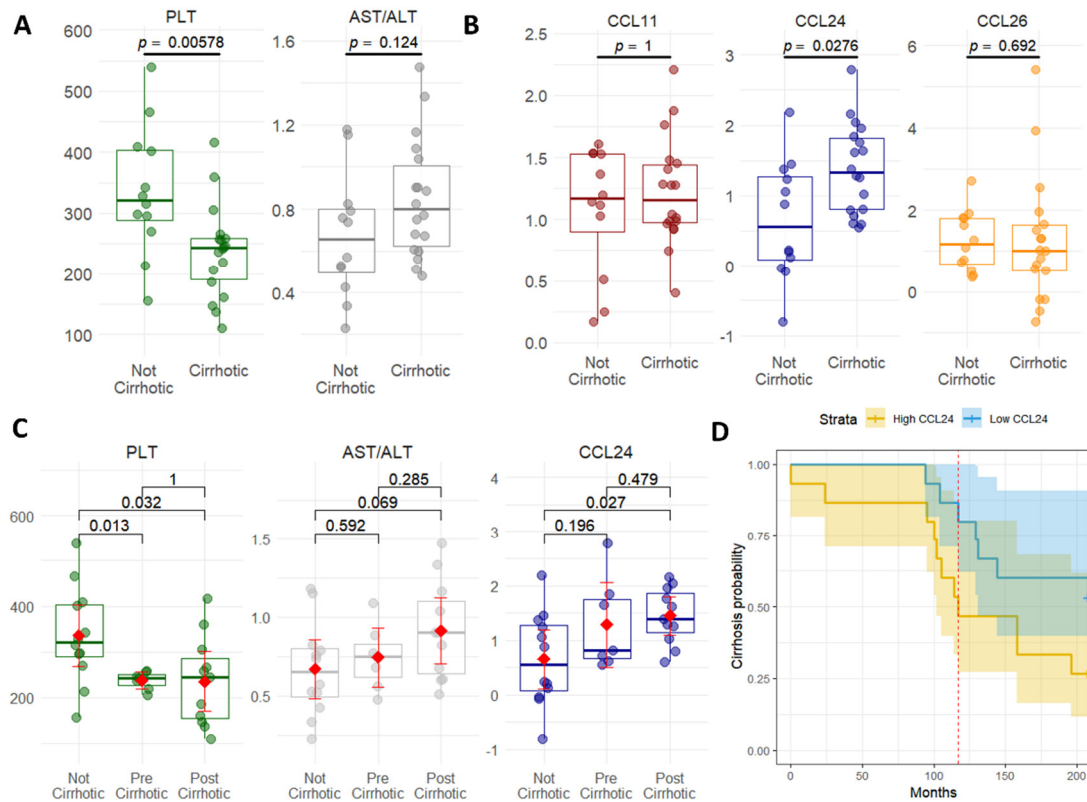 A
PLT
p = 0.00578
600
500
400
300
200
100
Not
Cirrhotic
Cirrhotic
AST/ALT
p = 0.124
1.6
1.2
0.8
0.4
Not
Cirrhotic
Cirrhotic
B
CCL11
p = 1
2.5
2.0
1.5
1.0
0.5
0.0
Not
Cirrhotic
Cirrhotic
CCL24
p = 0.0276
3
2
1
0
-1
Not
Cirrhotic
Cirrhotic
CCL26
p = 0.692
6
4
2
0
Not
Cirrhotic
Cirrhotic
C
PLT
1
0.032
0.013
600
400
200
Not
Cirrhotic
Pre
Cirrhotic
Post
Cirrhotic
AST/ALT
0.285
0.069
0.592
1.5
1.0
0.5
Not
Cirrhotic
Pre
Cirrhotic
Post
Cirrhotic
CCL24
0.479
0.027
0.196
4
3
2
1
0
-1
Not
Cirrhotic
Pre
Cirrhotic
Post
Cirrhotic
D
Strata High CCL24 Low CCL24
Cirrhosis probability
1.00
0.75
0.50
0.25
0.00
0 50 100 150 200
Months